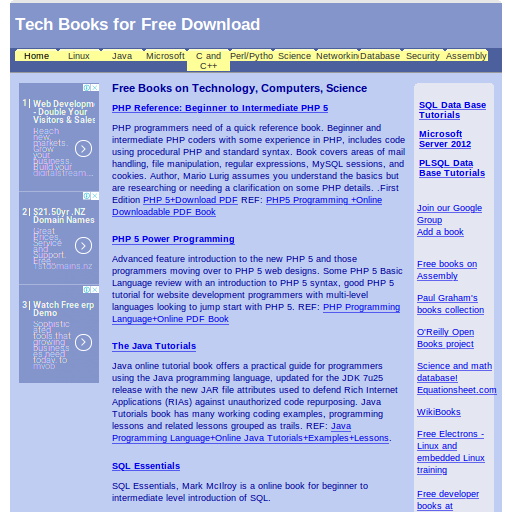 Tech Books for Free Download
Home Linux Java Microsoft C and C++ Perl/Pytho Science Networkin Database Security Assembly
1 Web Developme
- Double Your
Visitors & Sales
Reach
new
markets.
Grow
your
business.
Build your
digitalstream...
2 $21.50yr .NZ
Domain Names
Great
Prices,
Service
and
Support.
Free
1stdomains.nz
3 Watch Free erp
Demo
Sophistic
ated
tools that
growing
business
es need
today, to
Free Books on Technology, Computers, Science
PHP Reference: Beginner to Intermediate PHP 5
PHP programmers need of a quick reference book. Beginner and
intermediate PHP coders with some experience in PHP, includes code
using procedural PHP and standard syntax. Book covers areas of mail
handling, file manipulation, regular expressions, MySQL sessions, and
cookies. Author, Mario Lurig assumes you understand the basics but
are researching or needing a clarification on some PHP details. .First
Edition PHP 5+Download PDF REF: PHP5 Programming +Online
Downloadable PDF Book
PHP 5 Power Programming
Advanced feature introduction to the new PHP 5 and those
programmers moving over to PHP 5 web designs. Some PHP 5 Basic
Language review with an introduction to PHP 5 syntax, good PHP 5
tutorial for website development programmers with multi-level
languages looking to jump start with PHP 5. REF: PHP Programming
Language+Online PDF Book
The Java Tutorials
Java online tutorial book offers a practical guide for programmers
using the Java programming language, updated for the JDK 7u25
release with the new JAR file attributes used to defend Rich Internet
Applications (RIAs) against unauthorized code repurposing. Java
Tutorials book has many working coding examples, programming
lessons and related lessons grouped as trails. REF: Java
Programming Language+Online Java Tutorials+Examples+Lessons.
SQL Essentials
SQL Essentials, Mark McIlroy is a online book for beginner to
intermediate level introduction of SQL.
SQL Data Base
Tutorials
Microsoft
Server 2012
PLSQL Data
Base Tutorials
Join our Google
Group
Add a book
Free books on
Assembly
Paul Graham's
books collection
O'Reilly Open
Books project
Science and math
database!
Equationsheet.com
WikiBooks
Free Electrons -
Linux and
embedded Linux
training
Free developer
books at